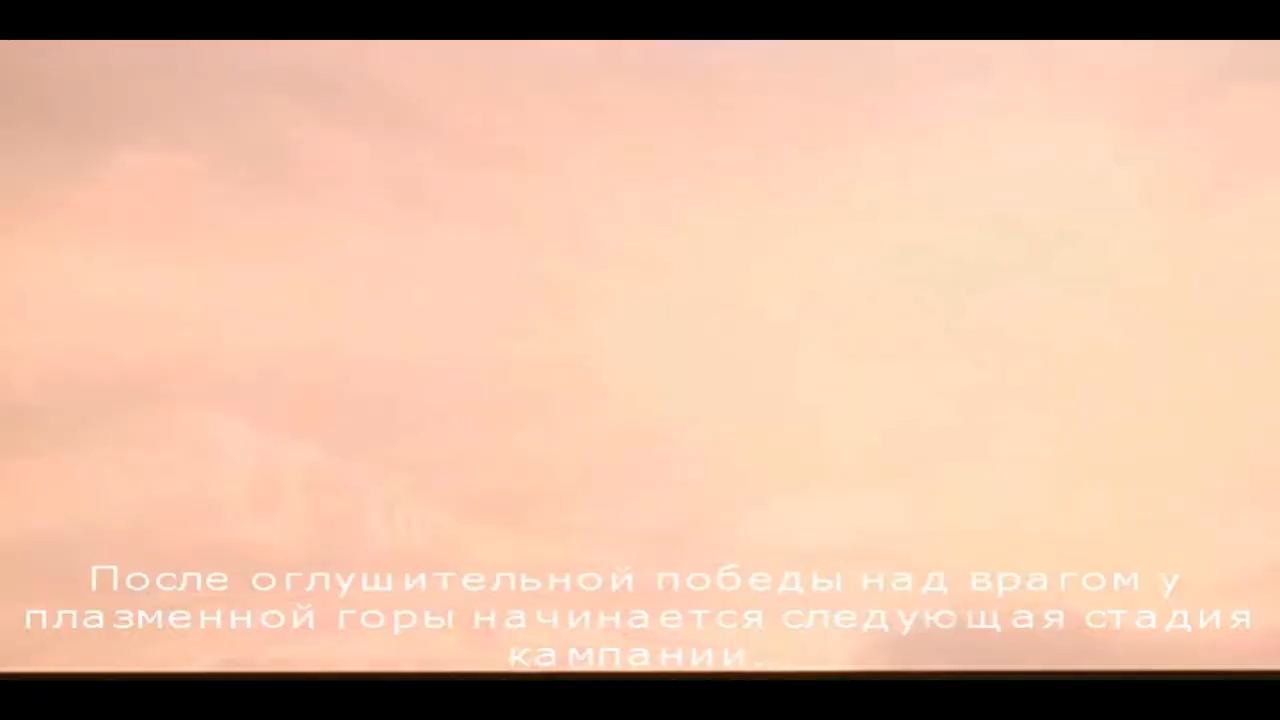 После оглушительной победы над врагом у
плазменной горы начинается следующая стадия
кампании.